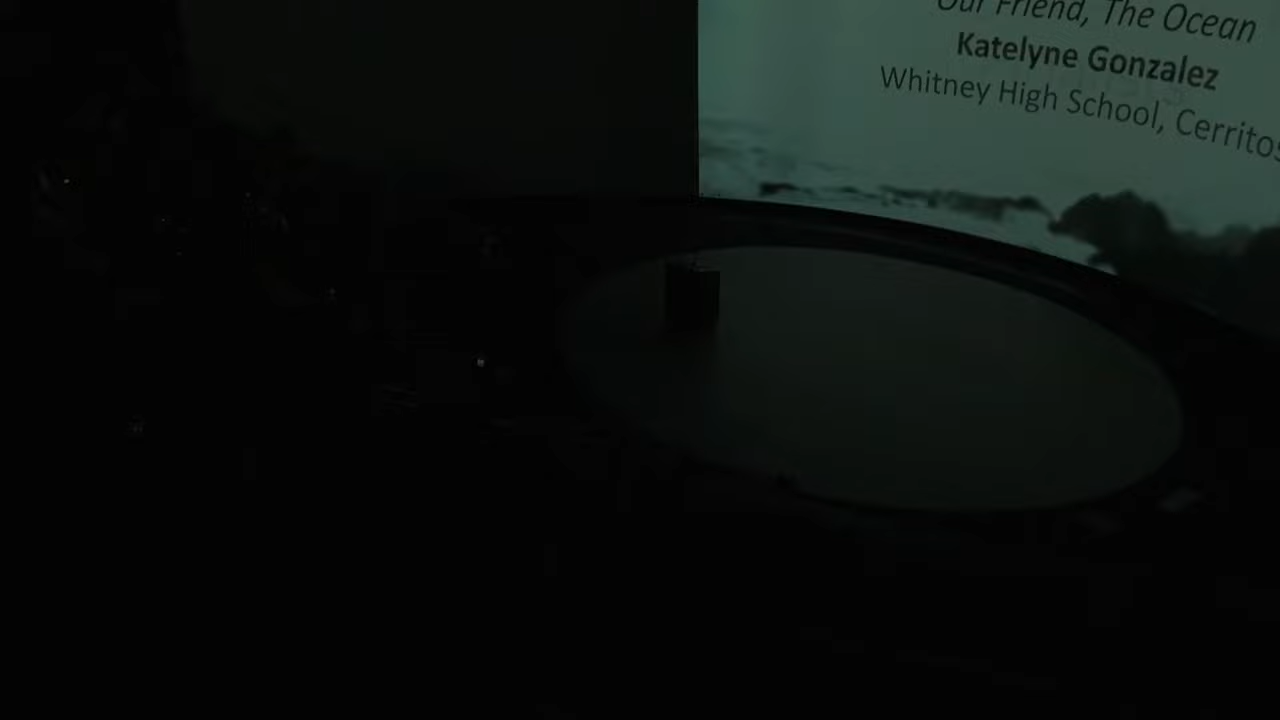 Our Friend, The Ocean
Katelyne Gonzalez
Whitney High School, Cerritos